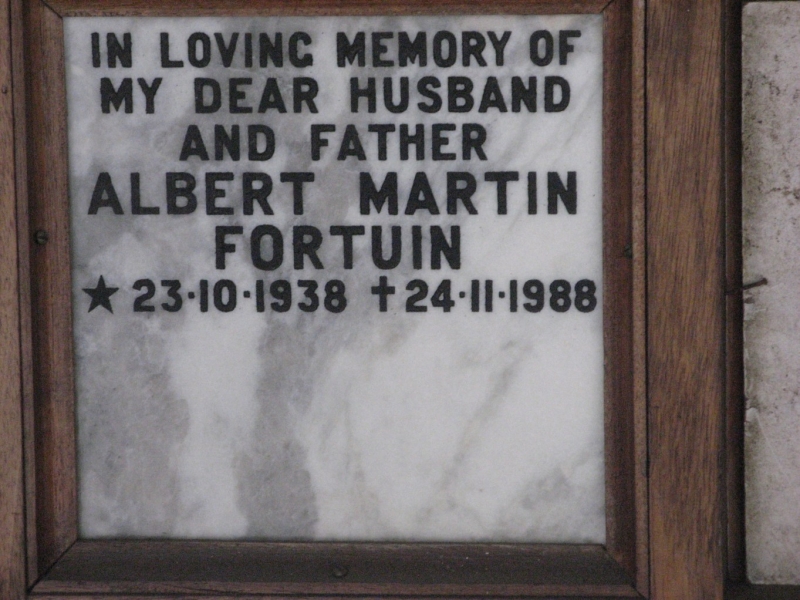 IN LOVING MEMORY OF
MY DEAR HUSBAND
AND FATHER
ALBERT MARTIN
FORTUIN
★ 23·10·1938 ✝ 24·11·1988